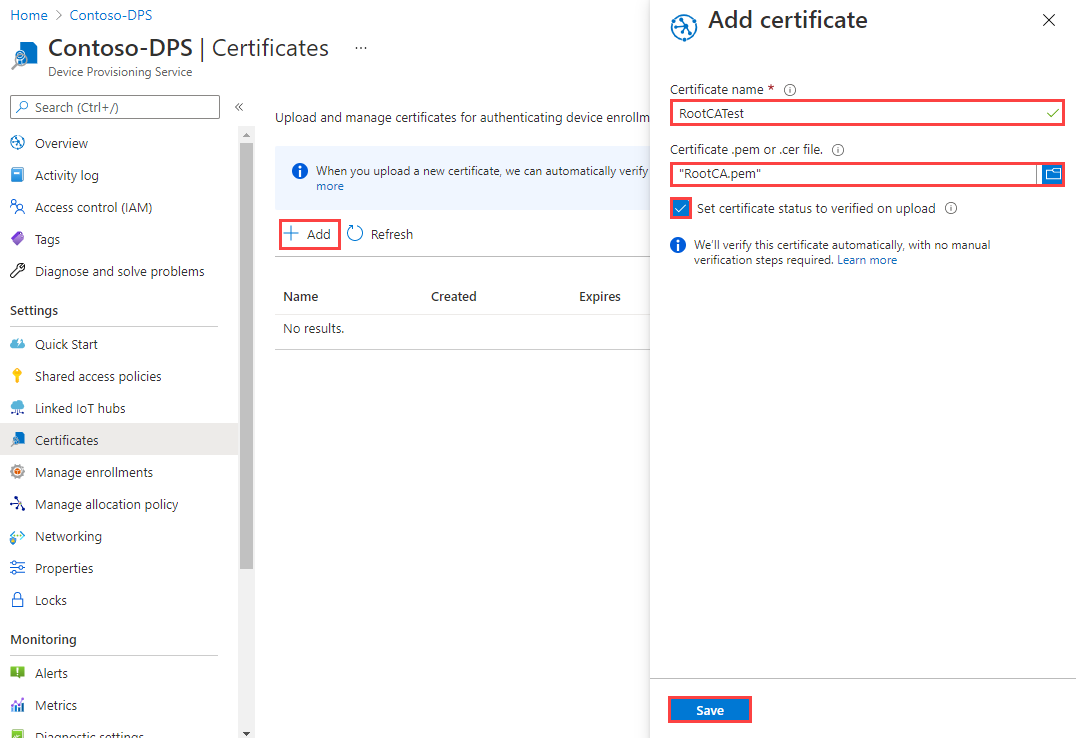 Home > Contoso-DPS
Contoso-DPS | Certificates ...
Device Provisioning Service
Search (Ctrl+/)
«
Overview
Activity log
Access control (IAM)
Tags
Diagnose and solve problems
Settings
Quick Start
Shared access policies
Linked IoT hubs
Certificates
Manage enrollments
Manage allocation policy
Networking
Properties
Locks
Monitoring
Alerts
Metrics
Diagnostic settings
Upload and manage certificates for authenticating device enrollm
When you upload a new certificate, we can automatically verify
more
Add
Refresh
Name Created Expires
No results.
Add certificate
Certificate name *
RootCATest
Certificate .pem or .cer file.
"RootCA.pem"
Set certificate status to verified on upload
We'll verify this certificate automatically, with no manual
verification steps required. Learn more
Save